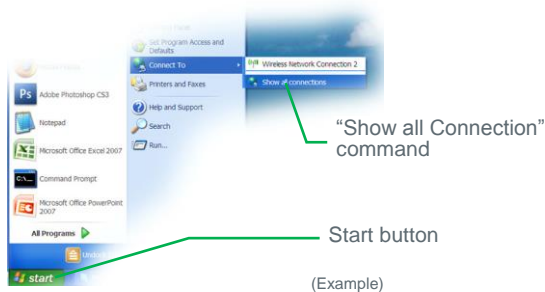 Set Program Access and
Defaults
Connect To
Wireless Network Connection 2
Show all connections
Printers and Faxes
Ps Adobe Photoshop CS3
Help and Support
Notepad
Search
Microsoft Office Excel 2007
Run...
C:\ Command Prompt
Microsoft Office PowerPoint
2007
All Programs
start
“Show all Connection”
command
Start button
(Example)